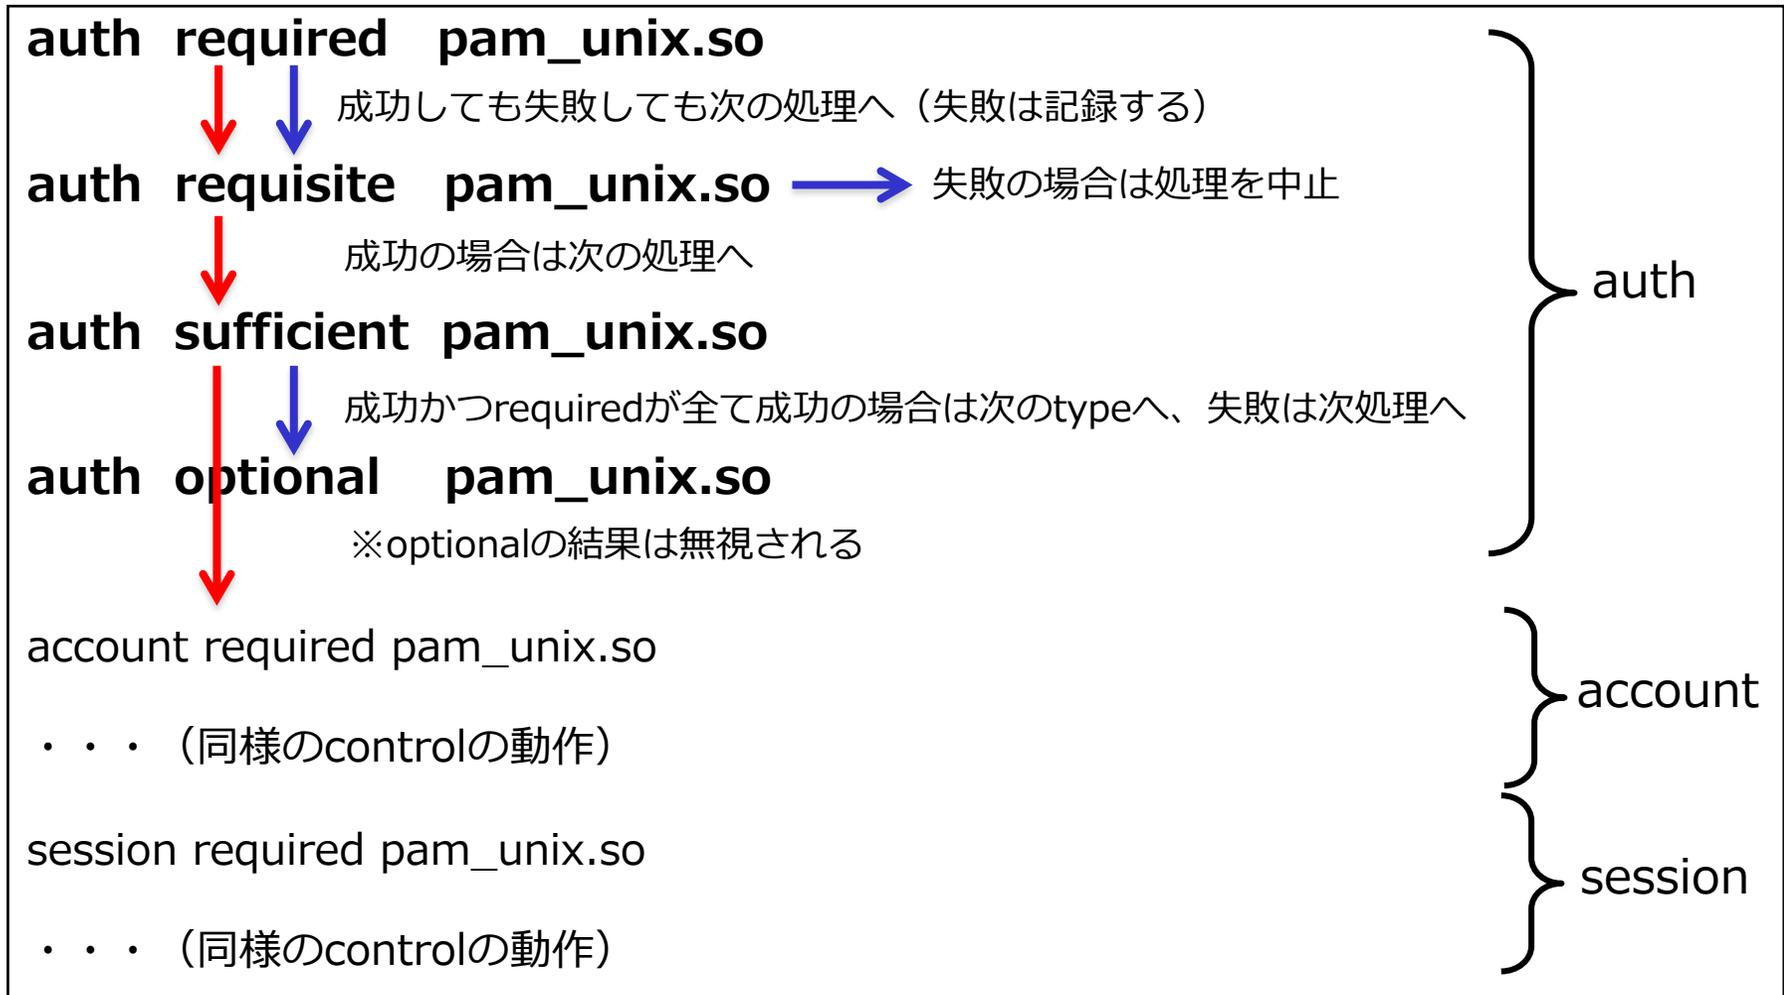 auth required pam_unix.so
成功しても失敗しても次の処理へ（失敗は記録する）
auth requisite pam_unix.so
失敗の場合は処理を中止
成功の場合は次の処理へ
auth
auth sufficient pam_unix.so
成功かつrequiredが全て成功の場合は次のtypeへ、失敗は次処理へ
auth optional pam_unix.so
※optionalの結果は無視される
account required pam_unix.so
account
・・・（同様のcontrolの動作）
session required pam_unix.so
session
・・・（同様のcontrolの動作）